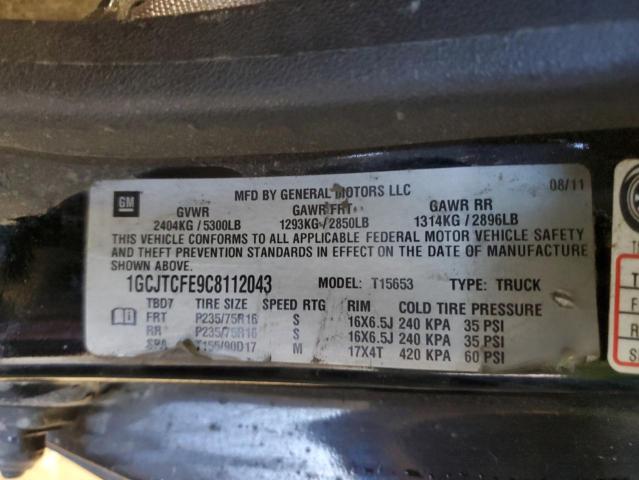 MFD BY GENERAL MOTORS LLC 08/11
GM
GVWR GAWR FRT GAWR RR
2404KG / 5300LB 1293KG / 2850LB 1314KG / 2896LB
THIS VEHICLE CONFORMS TO ALL APPLICABLE FEDERAL MOTOR VEHICLE SAFETY
AND THEFT PREVENTION STANDARDS IN EFFECT ON THE DATE OF MANUFACTURE
SHOWN ABOVE.
1GCJTCFE9C8112043 MODEL: T15653 TYPE: TRUCK
TBD7 TIRE SIZE SPEED RTG RIM COLD TIRE PRESSURE
FRT P235/75R16 S 16X6.5J 240 KPA 35 PSI
RR P235/75R16 S 16X6.5J 240 KPA 35 PSI
SPA T155/90D17 M 17X4T 420 KPA 60 PSI
T
F
R
S